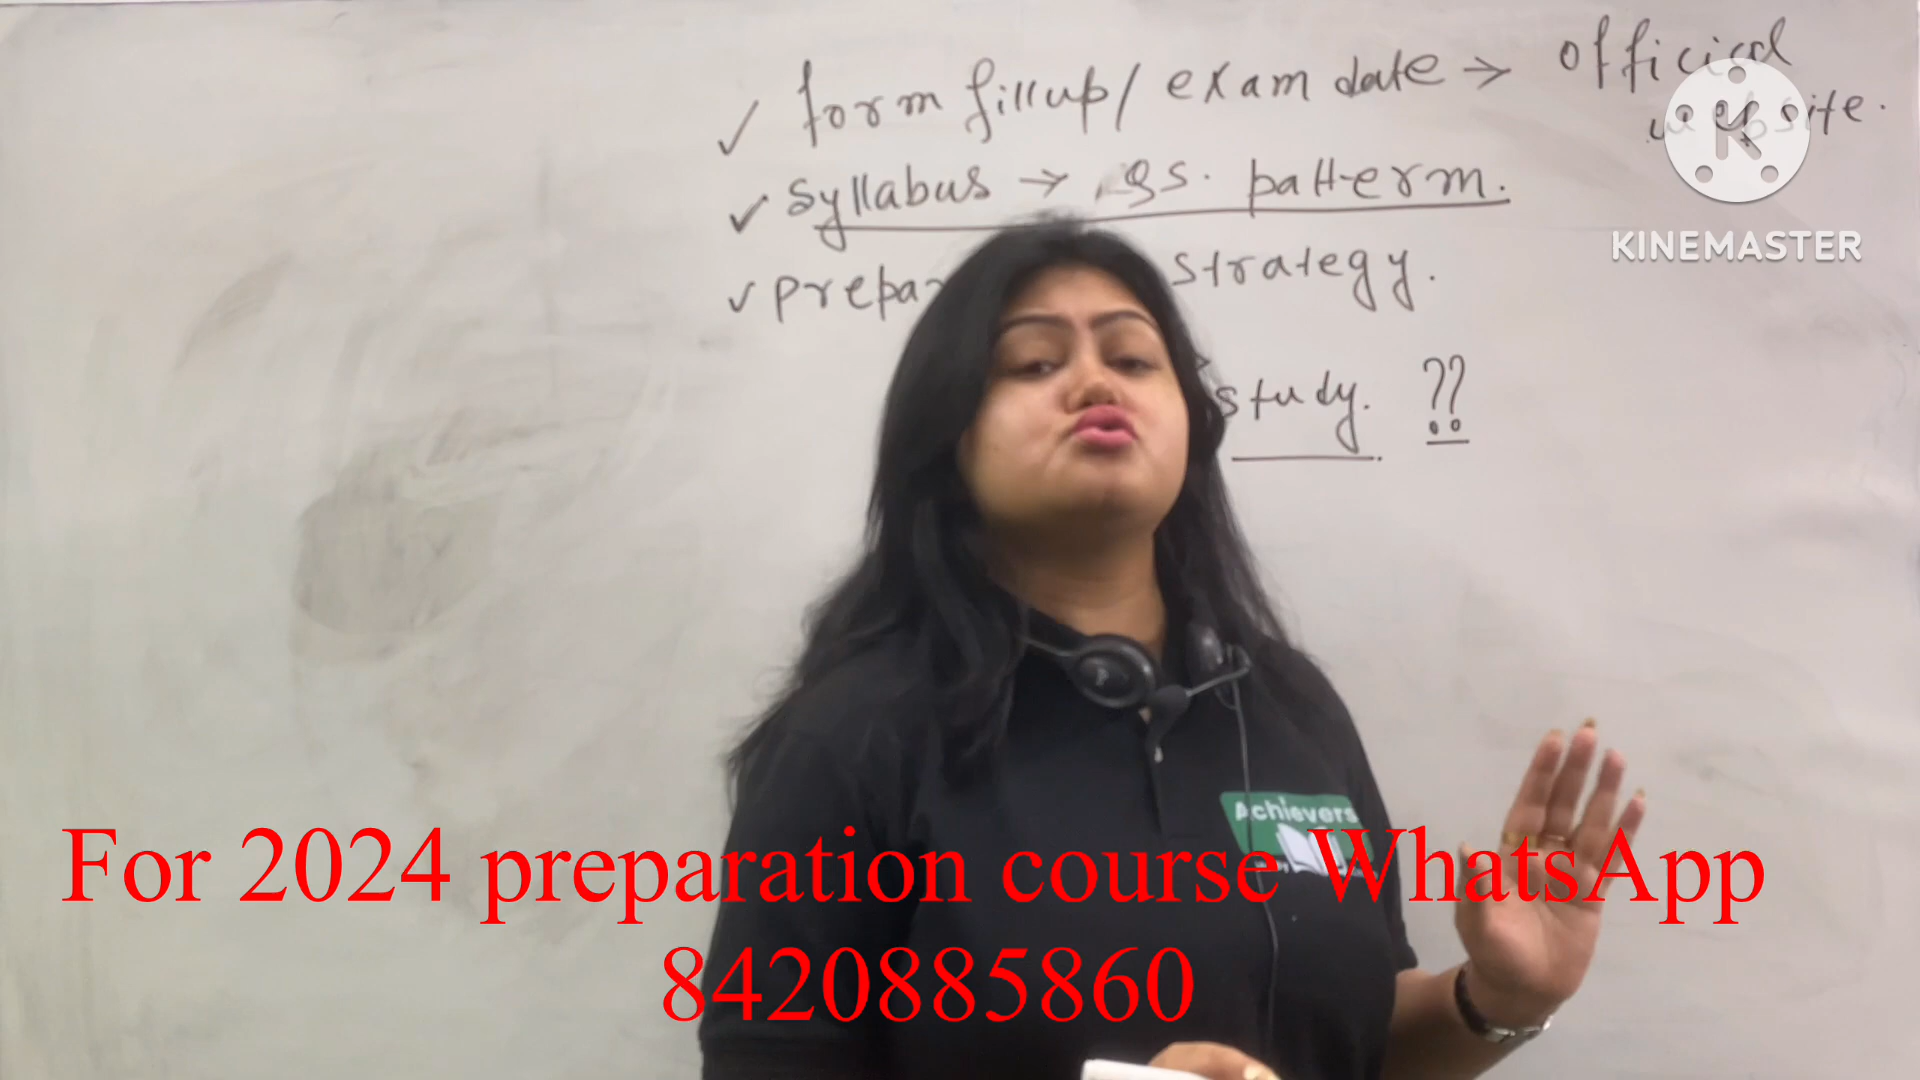 ✓ form fillup/ exam date → official
website.
✓ Syllabus → qs. pattern.
✓ prepar strategy.
study. ??
KINEMASTER
Achievers
For 2024 preparation course WhatsApp
8420885860